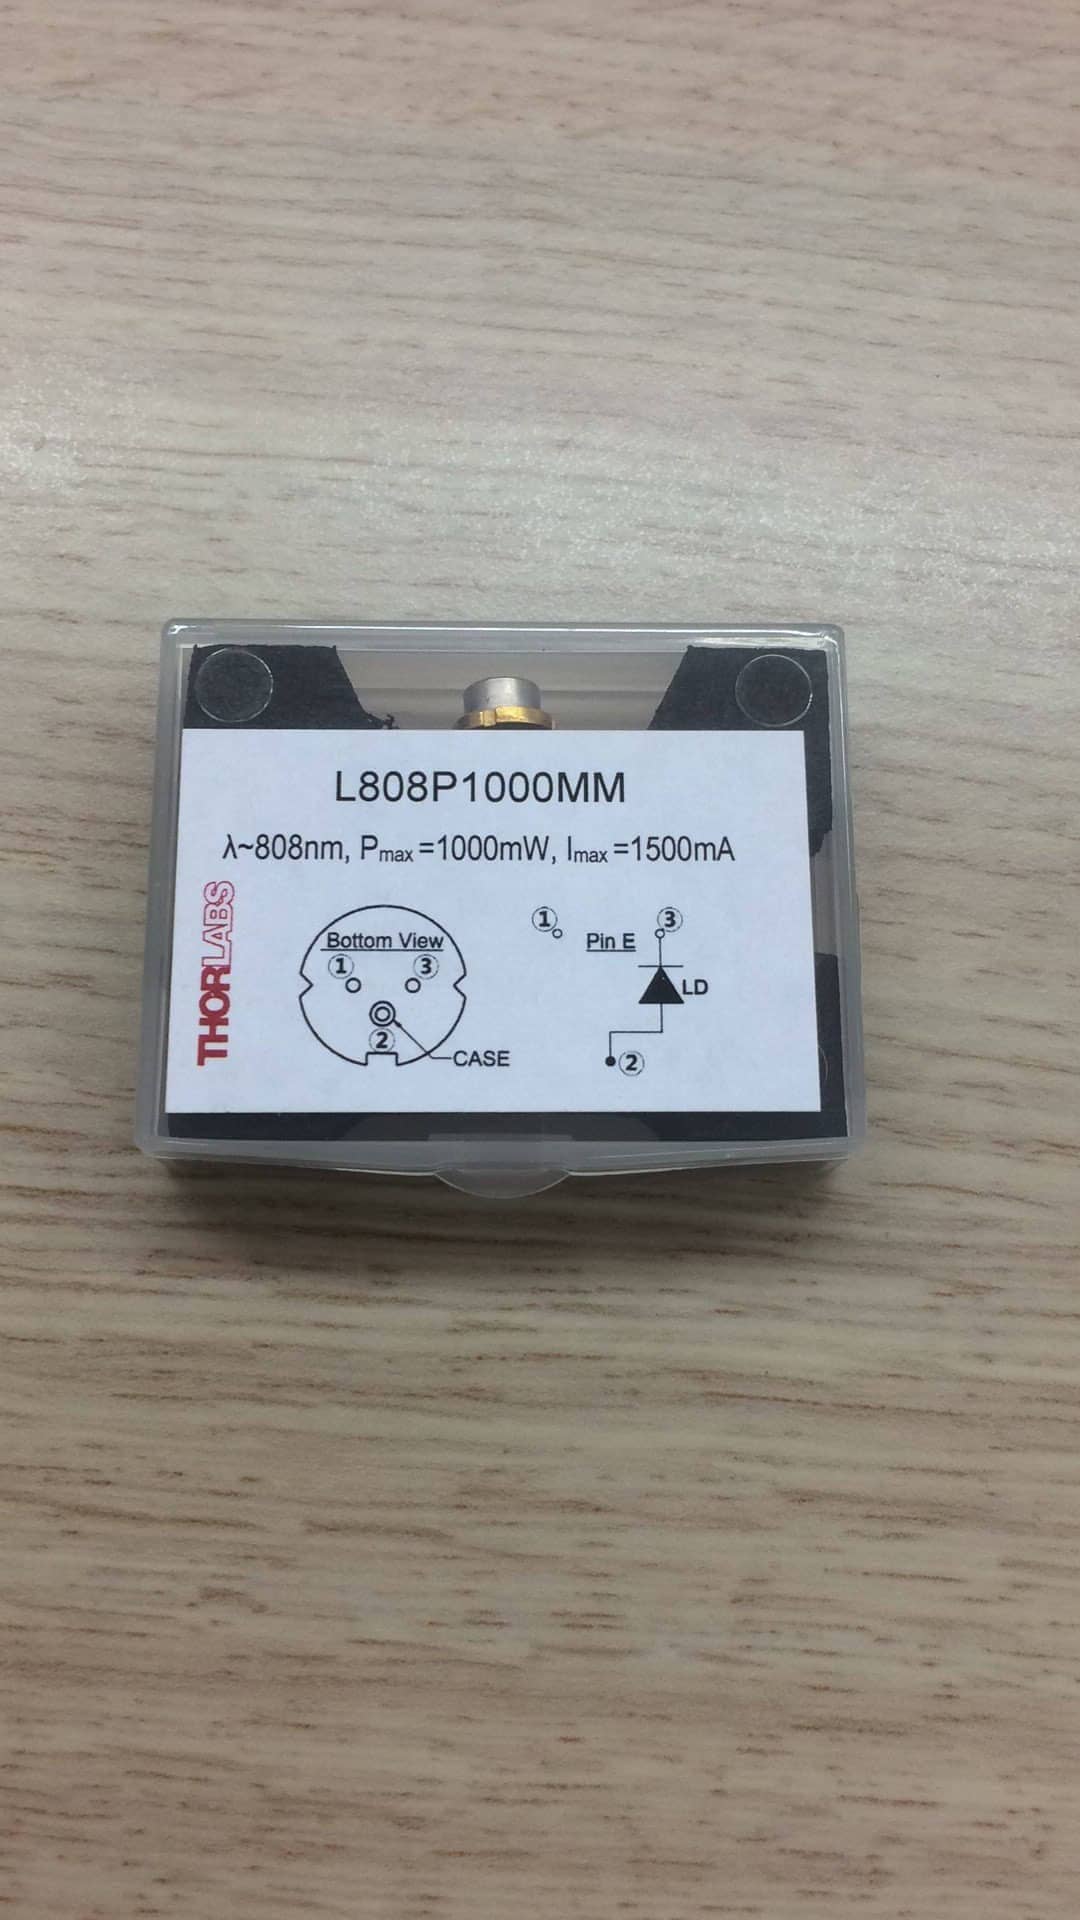 L808P1000MM
λ~808nm, Pmax=1000mW, Imax=1500mA
THORLABS
Bottom View
1 3
2
CASE
1 Pin E 3
LD
2